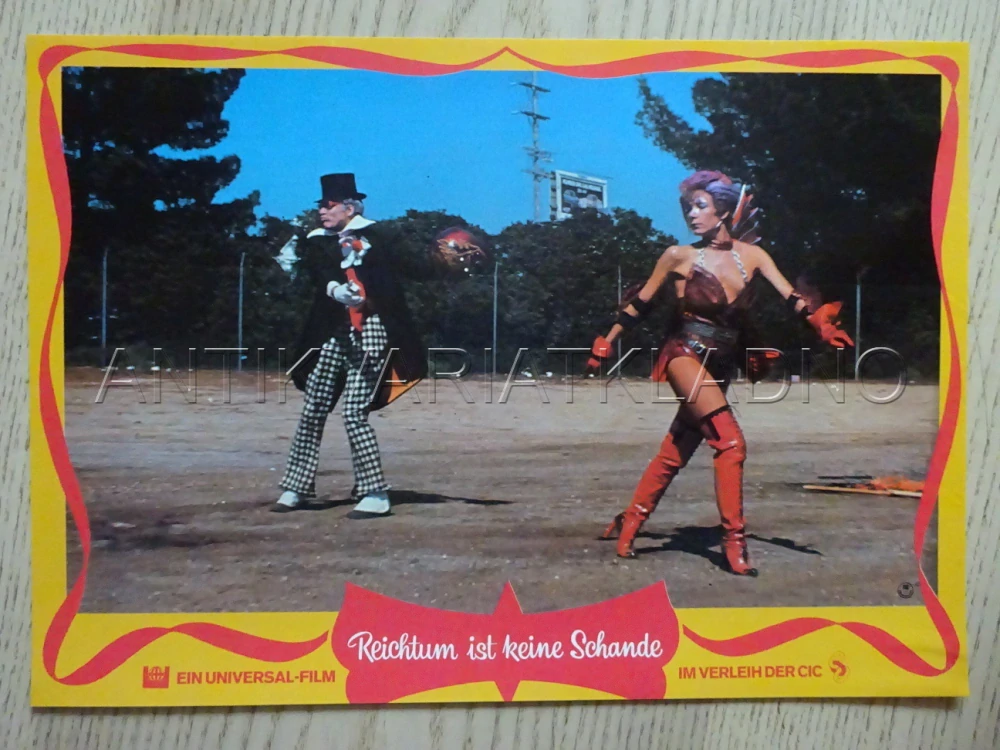 ANTIKVARIATKLADNO
Reichtum ist keine Schande
EIN UNIVERSAL-FILM
IM VERLEIH DER CIC